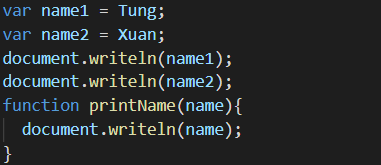 var name1 = Tung;
var name2 = Xuan;
document.writeln(name1);
document.writeln(name2);
function printName(name){
  document.writeln(name);
}